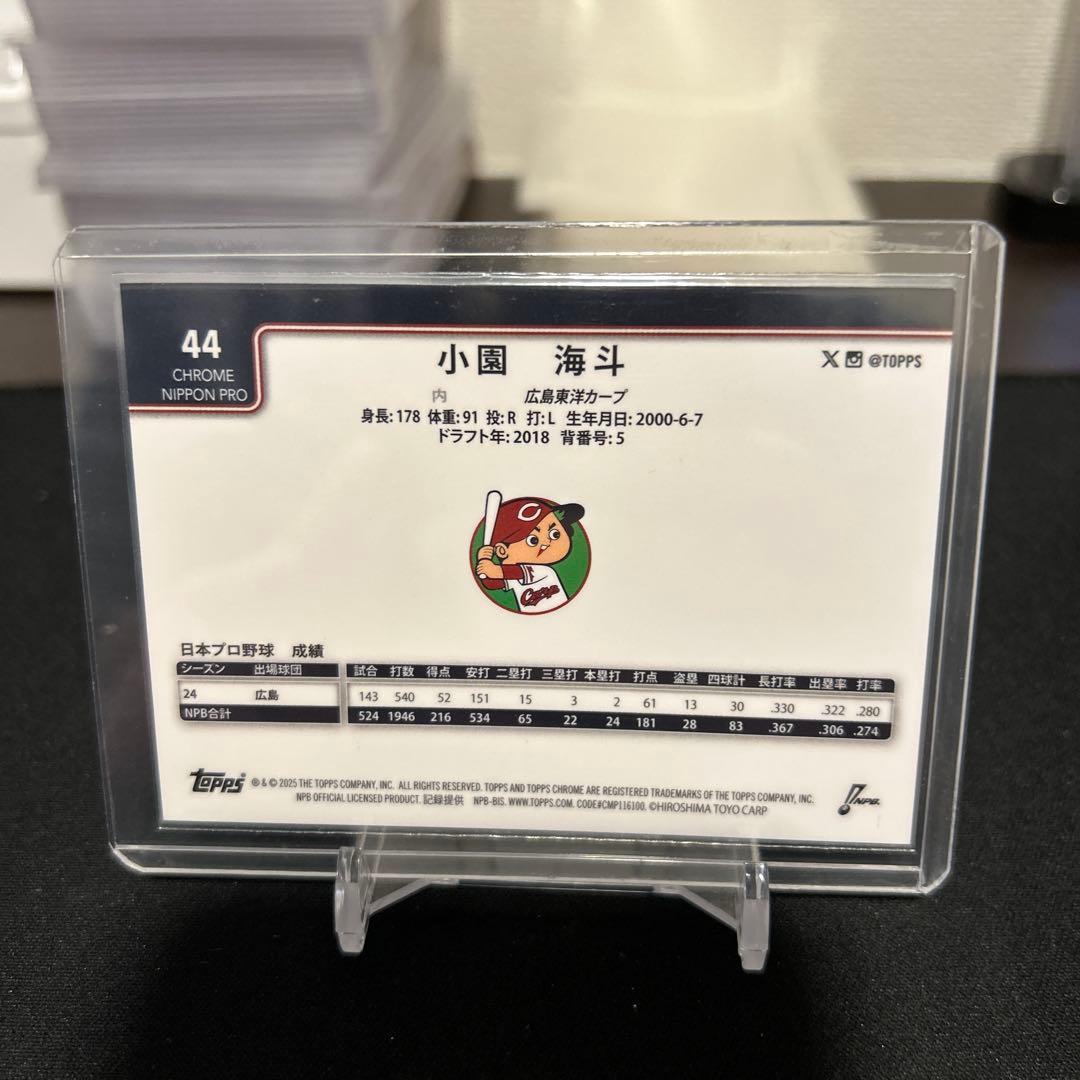 44
CHROME
NIPPON PRO
小園 海斗
X @TOPPS
内 広島東洋カープ
身長: 178 体重: 91 投: R 打: L 生年月日: 2000-6-7
ドラフト年: 2018 背番号: 5
C
Carp
日本プロ野球 成績
シーズン 出場球団 試合 打数 得点 安打 二塁打 三塁打 本塁打 打点 盗塁 四球計 長打率 出塁率 打率
24 広島 143 540 52 151 15 3 2 61 13 30 .330 .322 .280
NPB合計 524 1946 216 534 65 22 24 181 28 83 .367 .306 .274
Topps ® & © 2025 THE TOPPS COMPANY, INC. ALL RIGHTS RESERVED. TOPPS AND TOPPS CHROME ARE REGISTERED TRADEMARKS OF THE TOPPS COMPANY, INC.
NPB OFFICIAL LICENSED PRODUCT. 記録提供 NPB-BIS. WWW.TOPPS.COM. CODE#CMP116100. ©HIROSHIMA TOYO CARP
NPB